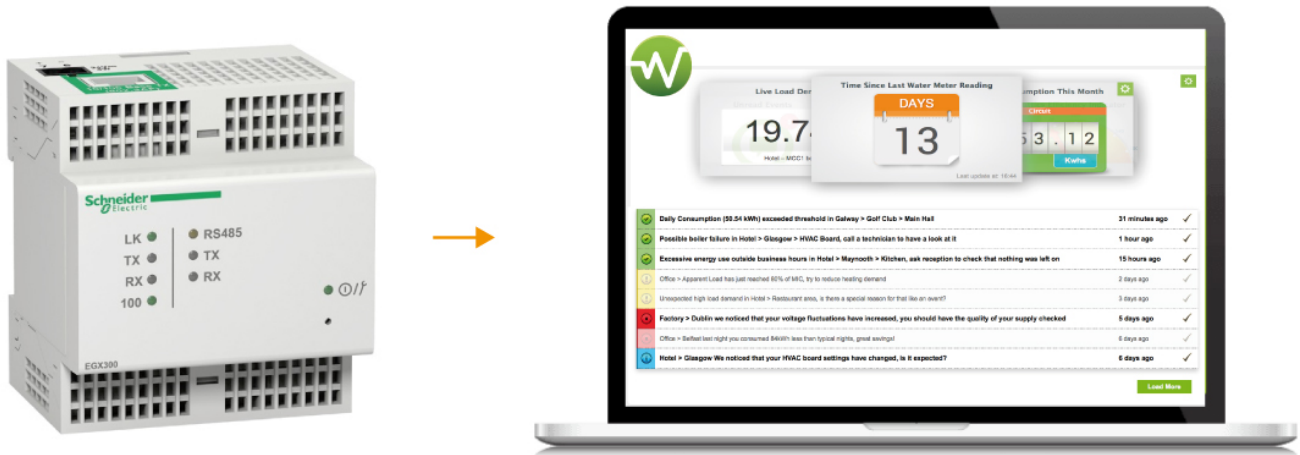 Schneider
Electric
LK
TX
RX
100
RS485
TX
RX
EGX300
Live Load Der
19.7
Hotel – MCC1
Time Since Last Water Meter Reading
DAYS
13
Last update at: 19:44
mption This Month
Circus
3 . 1 2
Kwhs
Daily Consumption (50.54 kWh) exceeded threshold in Galway > Golf Club > Main Hall 31 minutes ago
Possible boiler failure in Hotel > Glasgow > HVAC Board, call a technician to have a look at it 1 hour ago
Excessive energy use outside business hours in Hotel > Maynooth > Kitchen, ask reception to check that nothing was left on 15 hours ago
Office > Apparent Load has just reached 80% of MIC, try to reduce heating demand 2 days ago
Unexpected high load demand in Hotel > Restaurant area, is there a special reason for that like an event? 3 days ago
Factory > Dublin we noticed that your voltage fluctuations have increased, you should have the quality of your supply checked 5 days ago
Office > Belfast last night you consumed 84kWh less than typical nights, great savings! 6 days ago
Hotel > Glasgow We noticed that your HVAC board settings have changed, is it expected? 6 days ago
Load More